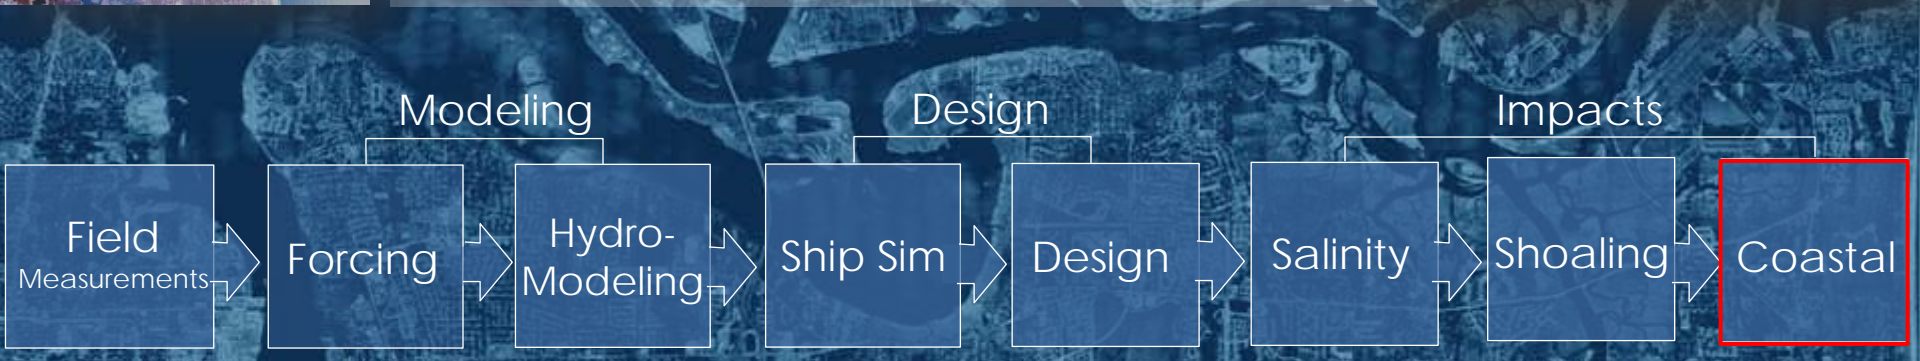 Modeling
Design
Impacts
Field
Measurements
Forcing
Hydro-
Modeling
Ship Sim
Design
Salinity
Shoaling
Coastal